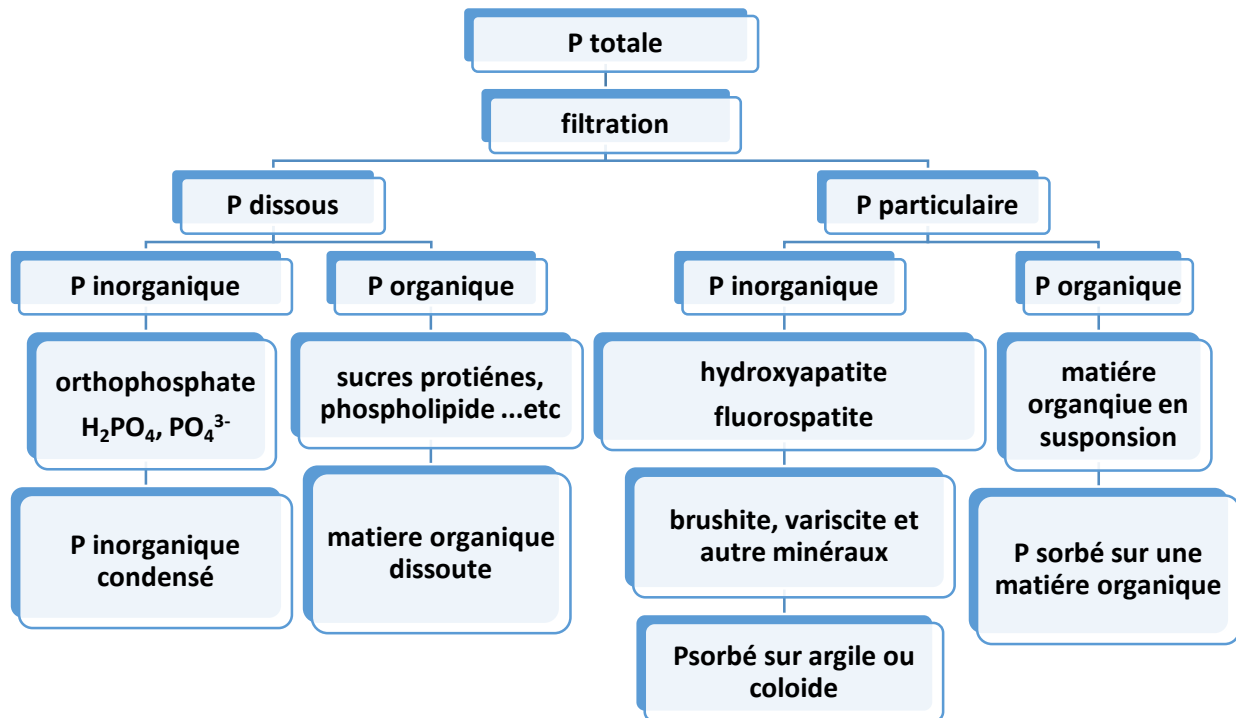 P totale
filtration
P dissous
P particulaire
P inorganique
P organique
P inorganique
P organique
orthophosphate
H₂PO₄, PO₄³⁻
sucres protiénes,
phospholipide ...etc
hydroxyapatite
fluorospatite
matiére
organqiue en
susponsion
P inorganique
condensé
matiere organique
dissoute
brushite, variscite et
autre minéraux
P sorbé sur une
matiére organique
Psorbé sur argile ou
coloide